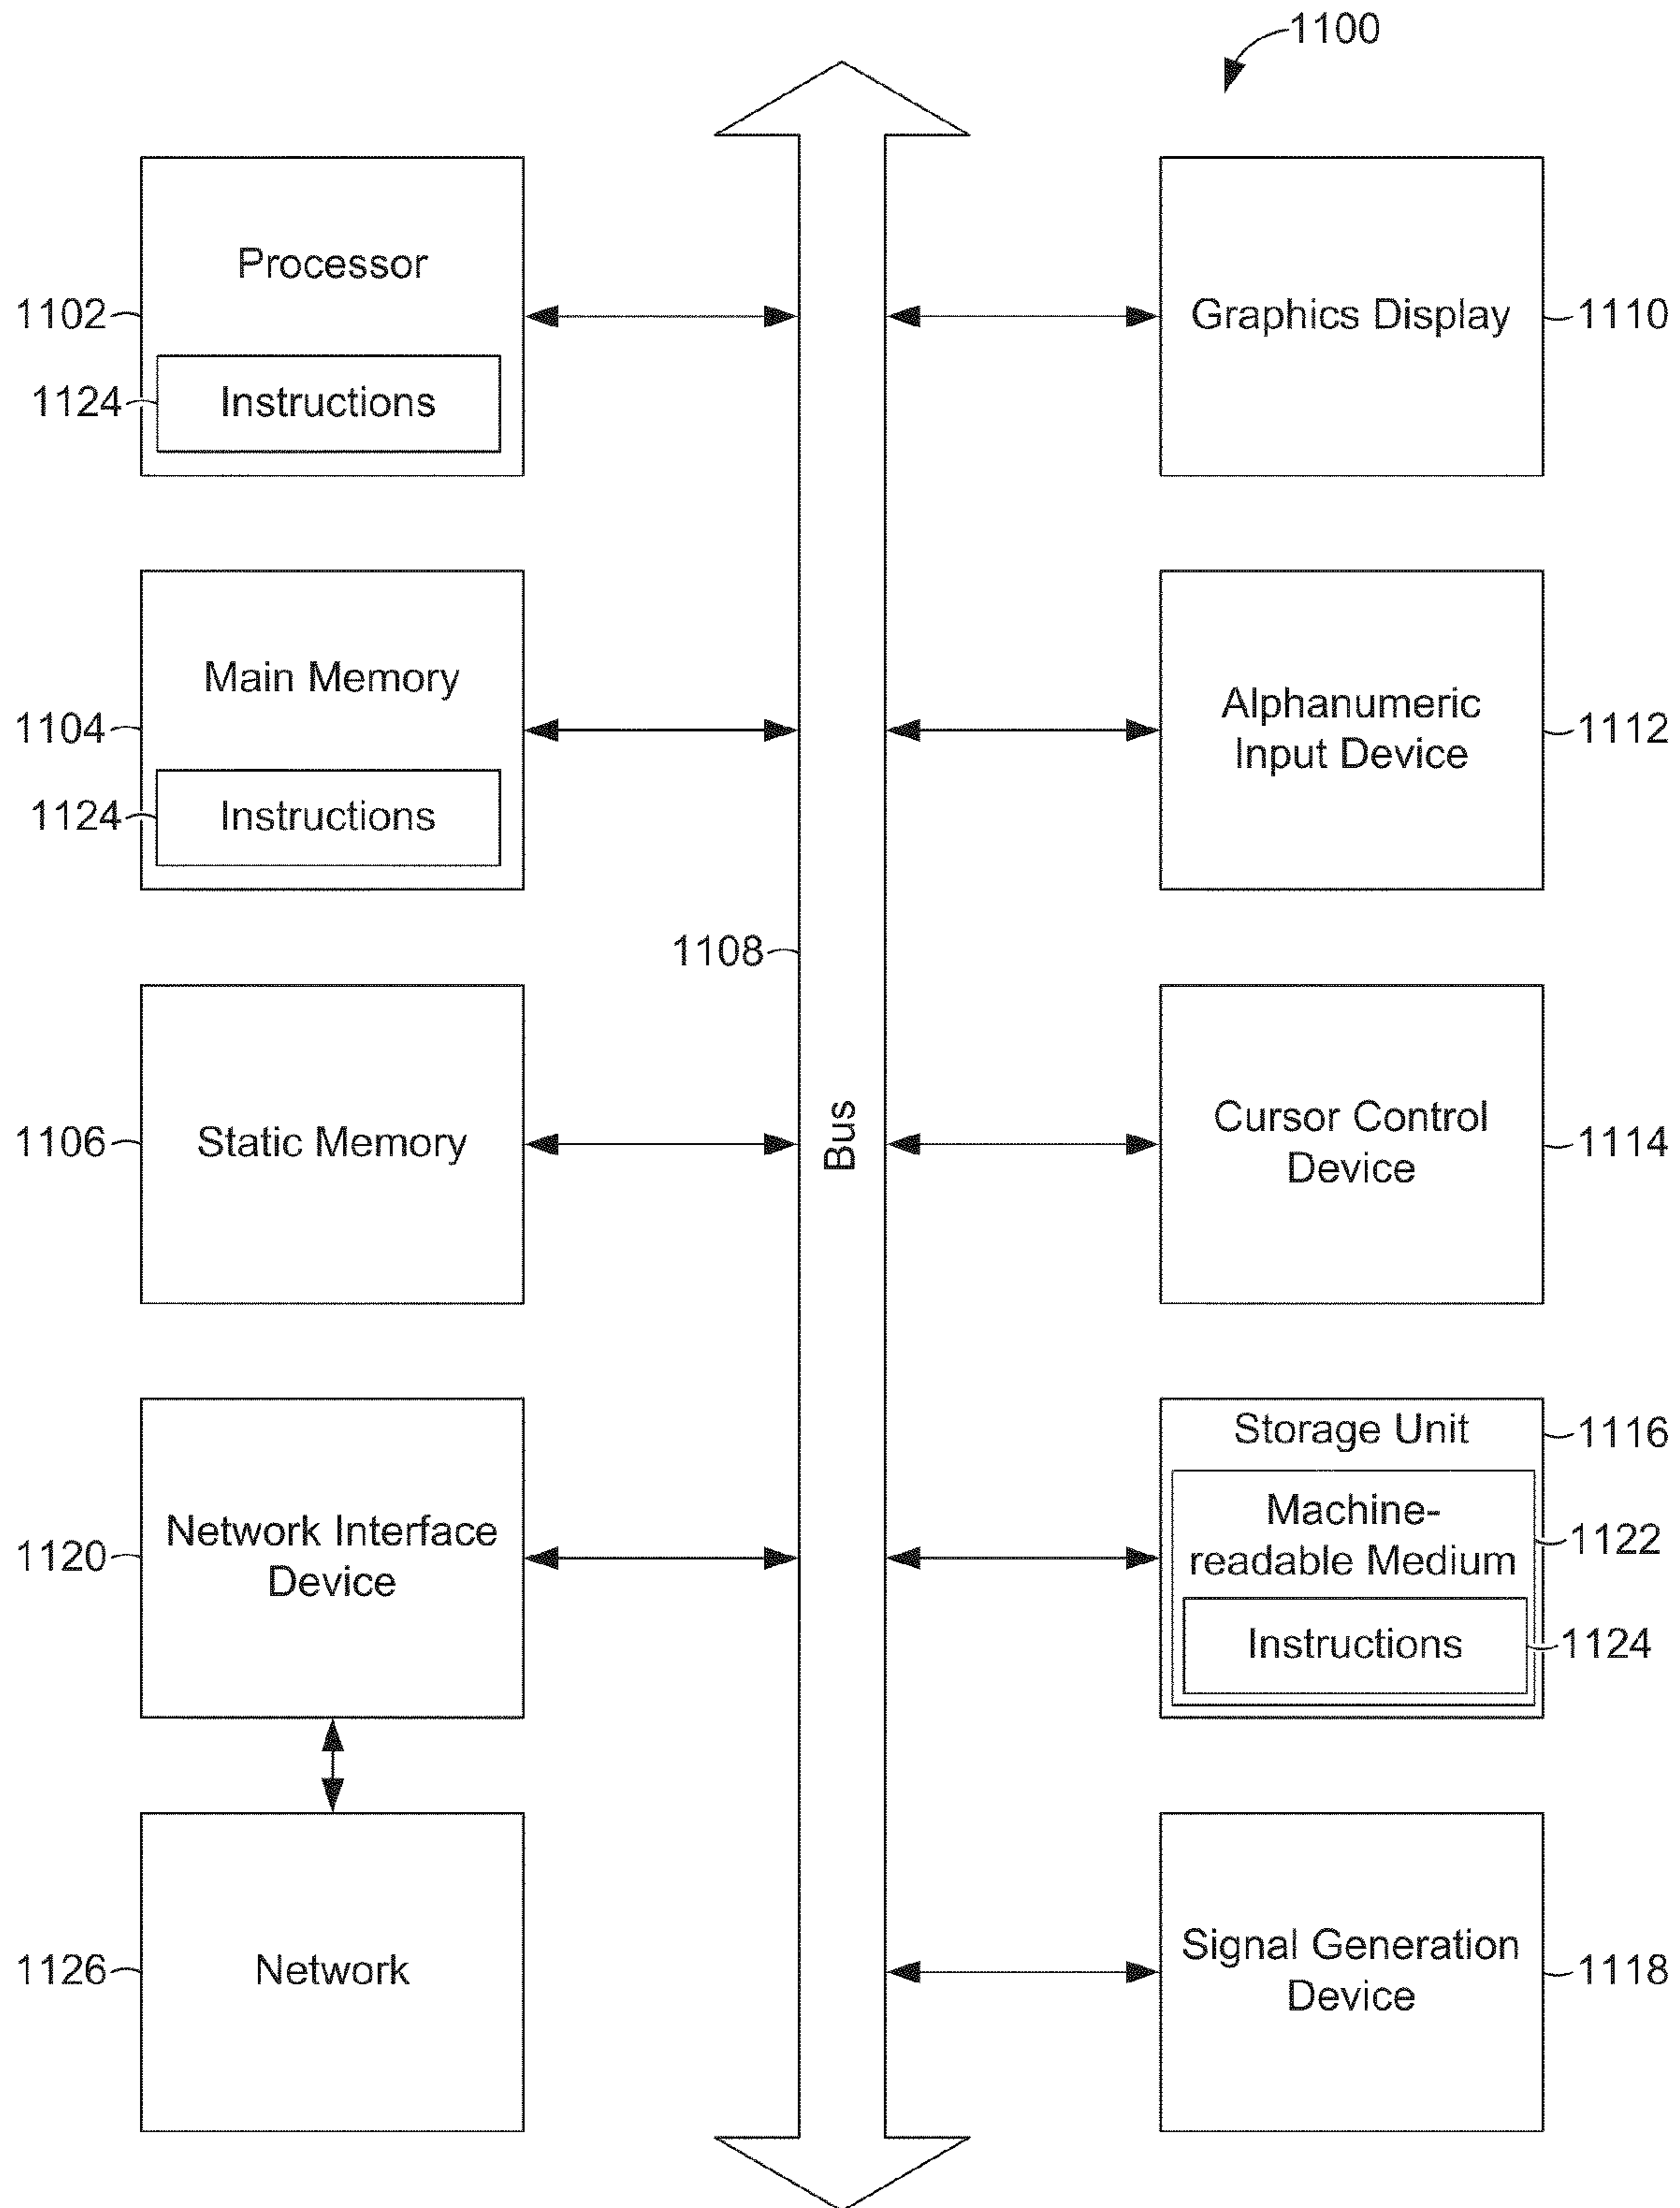 1100
Processor
1102
1124
Instructions
Graphics Display
1110
Main Memory
1104
1124
Instructions
Alphanumeric
Input Device
1112
1108
Bus
Static Memory
1106
Cursor Control
Device
1114
Network Interface
Device
1120
Storage Unit
1116
Machine-
readable Medium
1122
Instructions
1124
Network
1126
Signal Generation
Device
1118